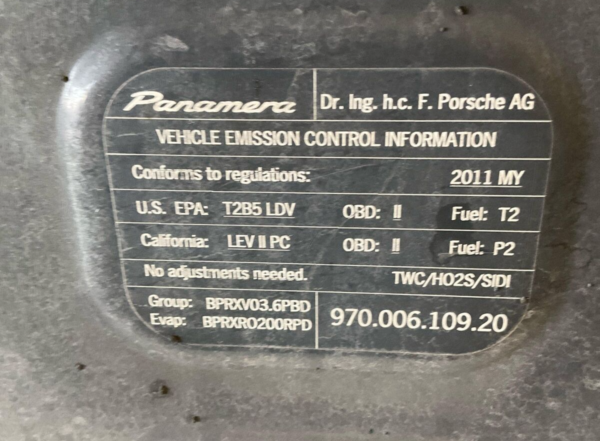 Panamera Dr. Ing. h.c. F. Porsche AG
VEHICLE EMISSION CONTROL INFORMATION
Conforms to regulations: 2011 MY
U.S. EPA: T2B5 LDV OBD: II Fuel: T2
California: LEV II PC OBD: II Fuel: P2
No adjustments needed. TWC/HO2S/SIDI
Group: BPRXV03.6PBD
Evap: BPRXR0200RPD
970.006.109.20